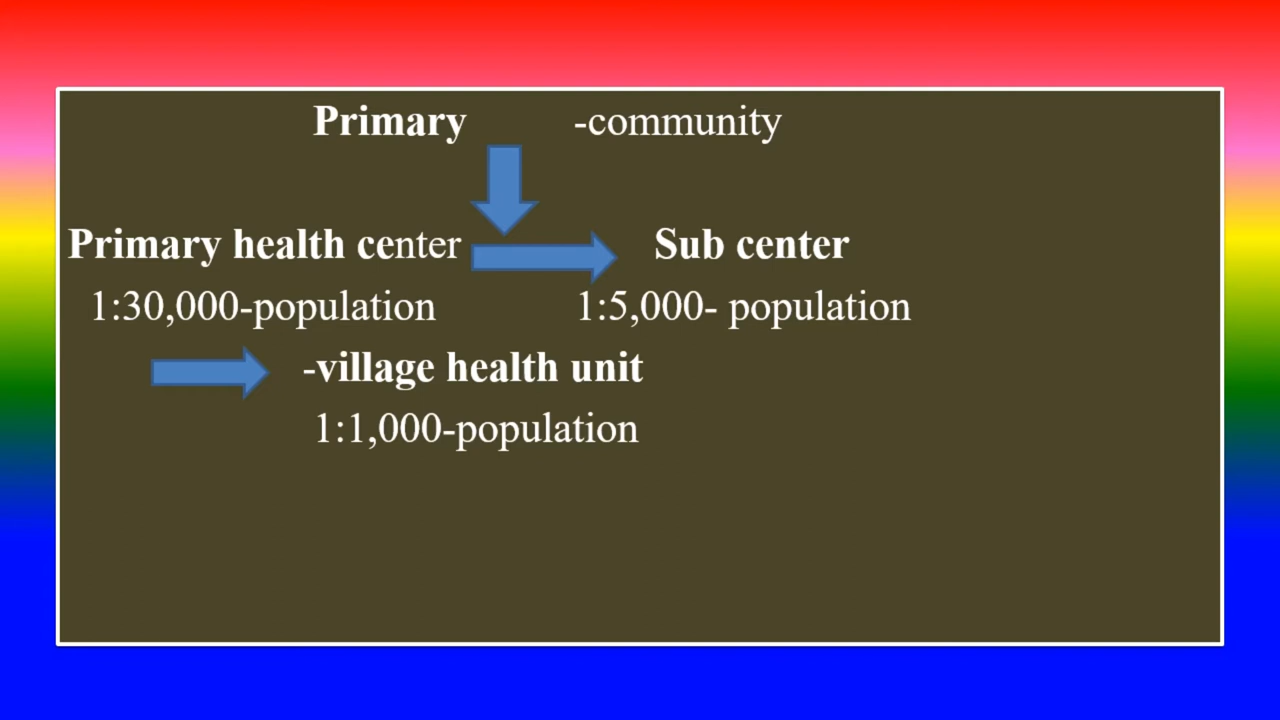 Primary -community
Primary health center Sub center
1:30,000-population 1:5,000- population
-village health unit
1:1,000-population